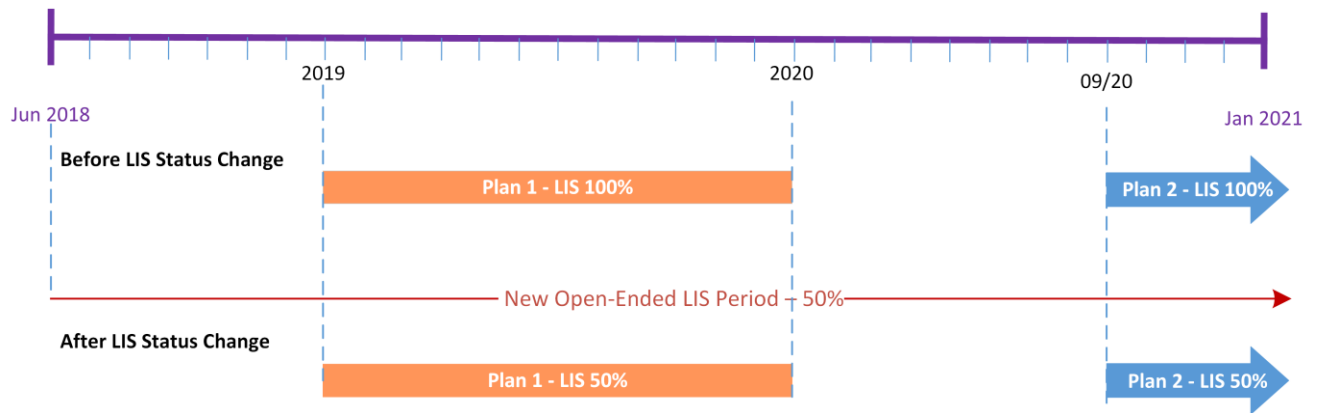 2019
2020
09/20
Jun 2018
Jan 2021
Before LIS Status Change
Plan 1 - LIS 100%
Plan 2 - LIS 100%
New Open-Ended LIS Period – 50%
After LIS Status Change
Plan 1 - LIS 50%
Plan 2 - LIS 50%